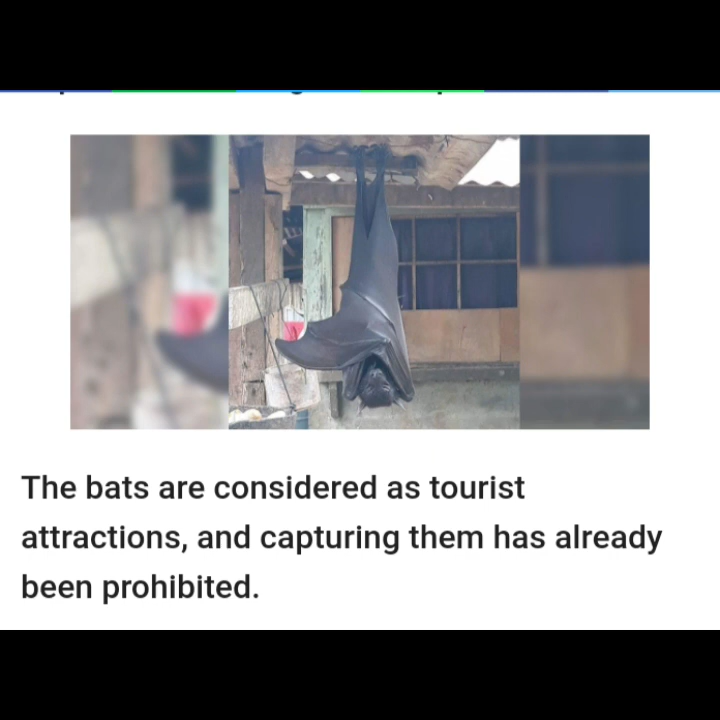 The bats are considered as tourist
attractions, and capturing them has already
been prohibited.